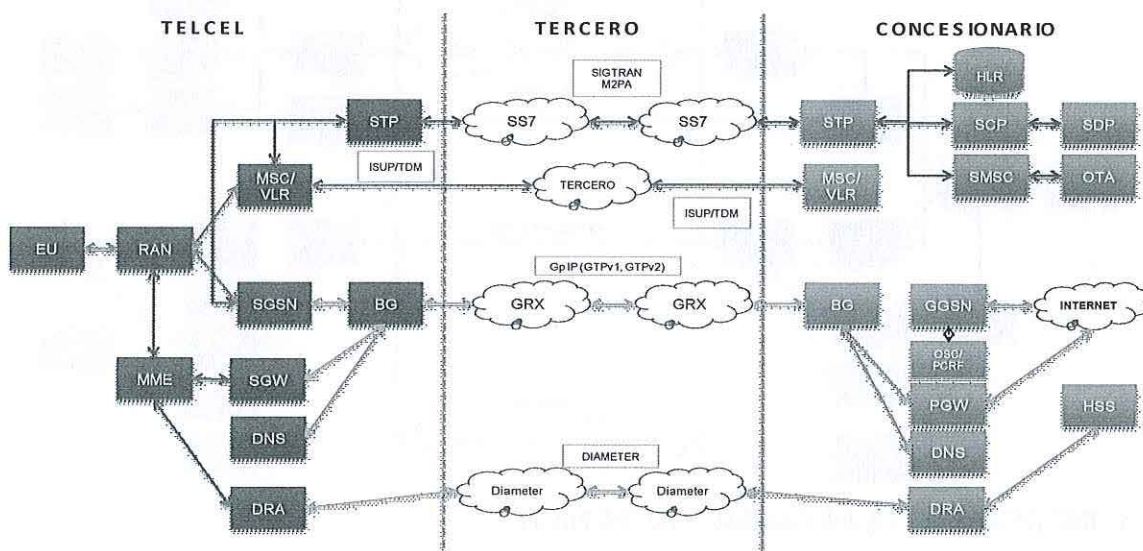 TELCEL
TERCERO
CONCESIONARIO
SIGTRAN
M2PA
HLR
STP
SS7
SS7
STP
SCP
SDP
MSC/
VLR
ISUP/TDM
TERCERO
MSC/
VLR
SMSC
OTA
ISUP/TDM
EU
RAN
GpIP (GTPv1, GTPv2)
SGSN
BG
GRX
GRX
BG
GGSN
INTERNET
OSC/
PCRF
MME
SGW
PGW
HSS
DNS
DNS
DIAMETER
DRA
Diameter
Diameter
DRA